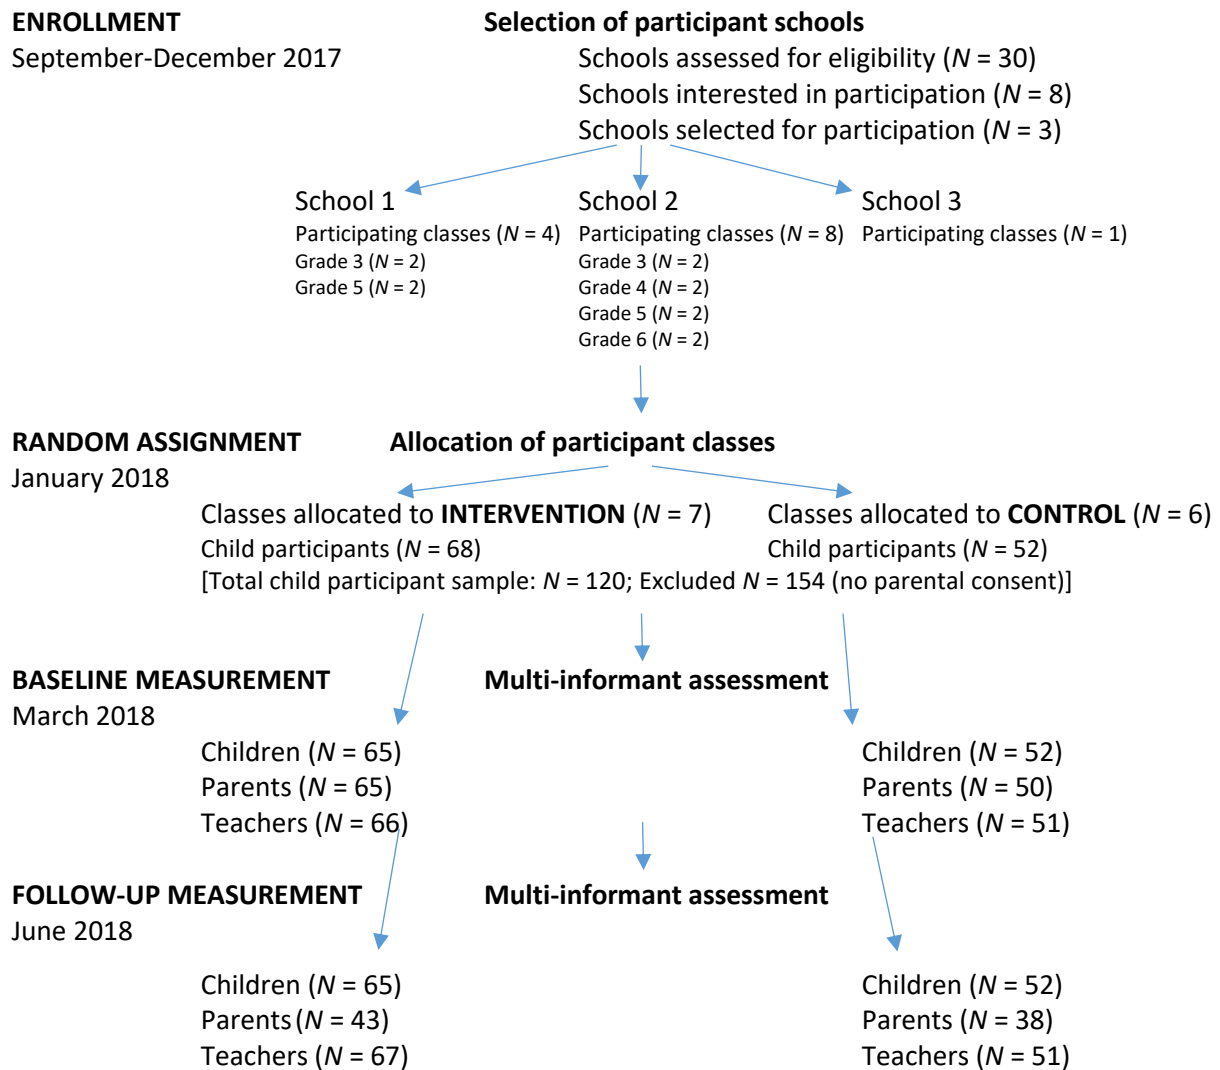 ENROLLMENT Selection of participant schools
September-December 2017 Schools assessed for eligibility (N = 30)
Schools interested in participation (N = 8)
Schools selected for participation (N = 3)
School 1 School 2 School 3
Participating classes (N = 4) Participating classes (N = 8) Participating classes (N = 1)
Grade 3 (N = 2) Grade 3 (N = 2)
Grade 5 (N = 2) Grade 4 (N = 2)
Grade 5 (N = 2)
Grade 6 (N = 2)
RANDOM ASSIGNMENT Allocation of participant classes
January 2018
Classes allocated to INTERVENTION (N = 7) Classes allocated to CONTROL (N = 6)
Child participants (N = 68) Child participants (N = 52)
[Total child participant sample: N = 120; Excluded N = 154 (no parental consent)]
BASELINE MEASUREMENT Multi-informant assessment
March 2018
Children (N = 65) Children (N = 52)
Parents (N = 65) Parents (N = 50)
Teachers (N = 66) Teachers (N = 51)
FOLLOW-UP MEASUREMENT Multi-informant assessment
June 2018
Children (N = 65) Children (N = 52)
Parents (N = 43) Parents (N = 38)
Teachers (N = 67) Teachers (N = 51)